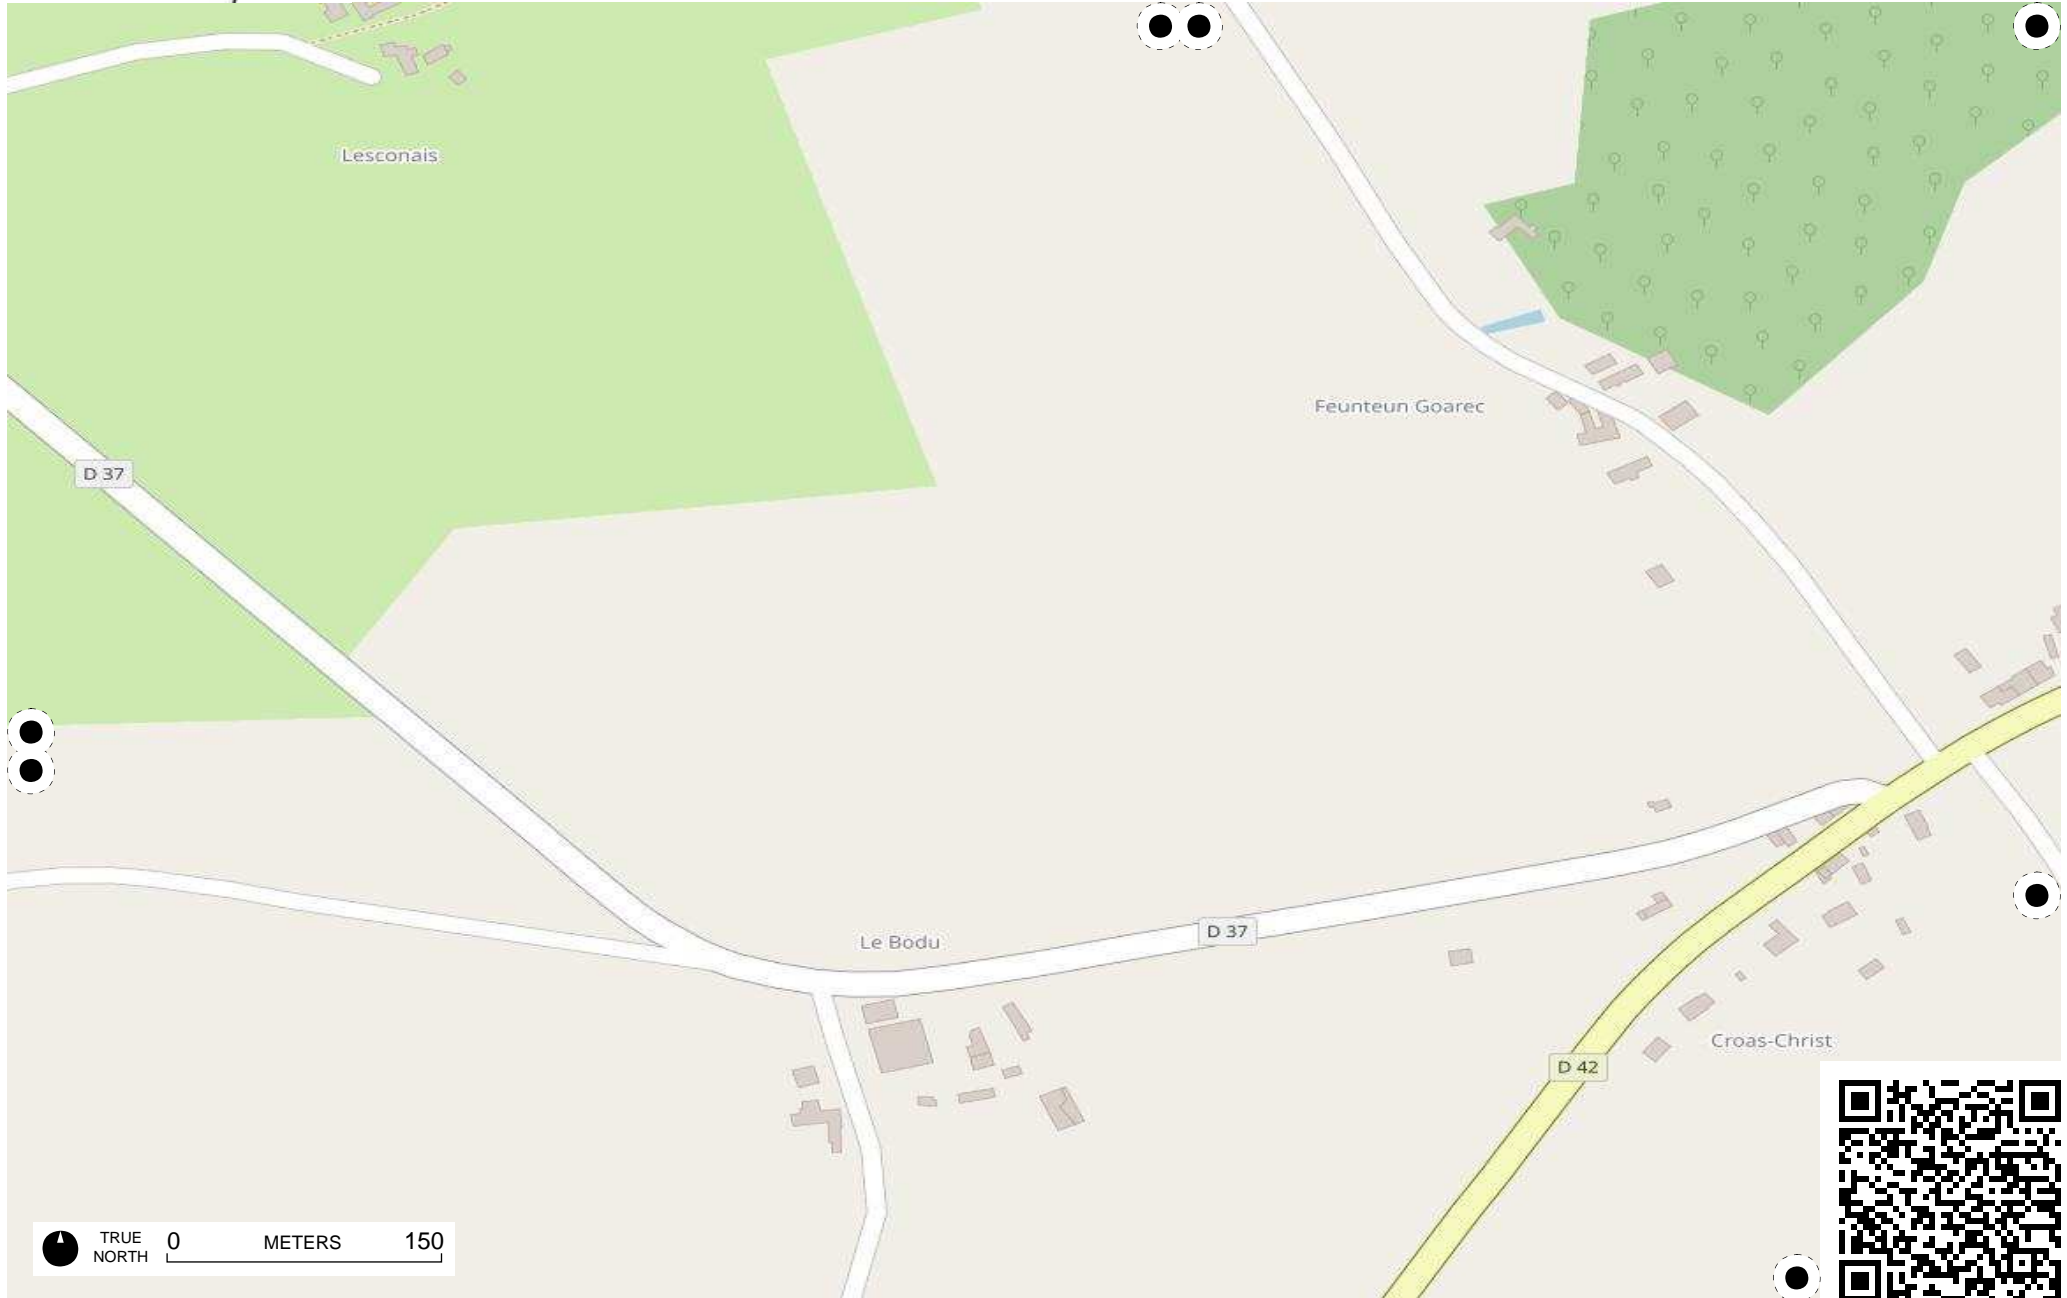 Lesconais
Feunteun Goarec
D 37
D 37
Le Bodu
Croas-Christ
D 42
TRUE
NORTH
0 METERS 150